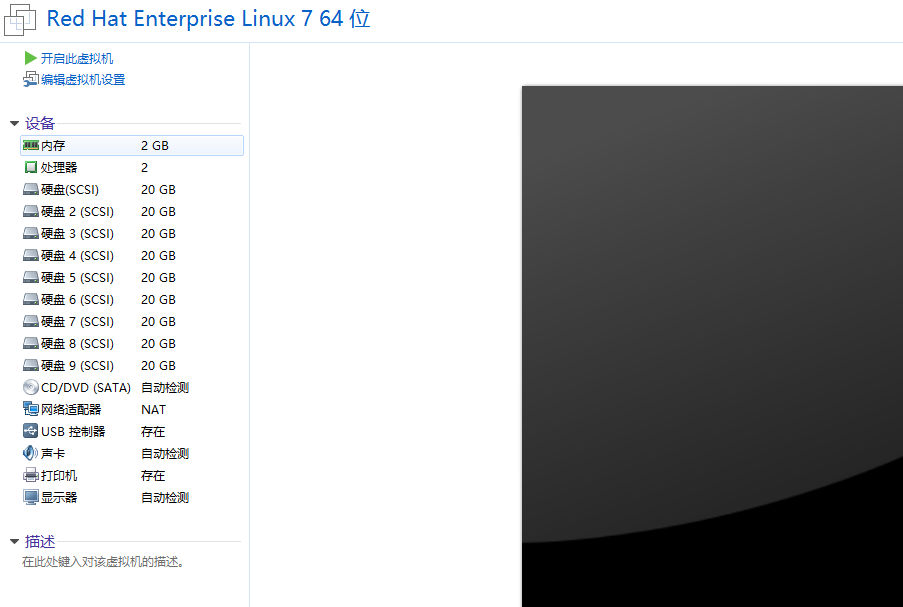 Red Hat Enterprise Linux 7 64 位
开启此虚拟机
编辑虚拟机设置
设备
内存 2 GB
处理器 2
硬盘(SCSI) 20 GB
硬盘 2 (SCSI) 20 GB
硬盘 3 (SCSI) 20 GB
硬盘 4 (SCSI) 20 GB
硬盘 5 (SCSI) 20 GB
硬盘 6 (SCSI) 20 GB
硬盘 7 (SCSI) 20 GB
硬盘 8 (SCSI) 20 GB
硬盘 9 (SCSI) 20 GB
CD/DVD (SATA) 自动检测
网络适配器 NAT
USB 控制器 存在
声卡 自动检测
打印机 存在
显示器 自动检测
描述
在此处键入对该虚拟机的描述。